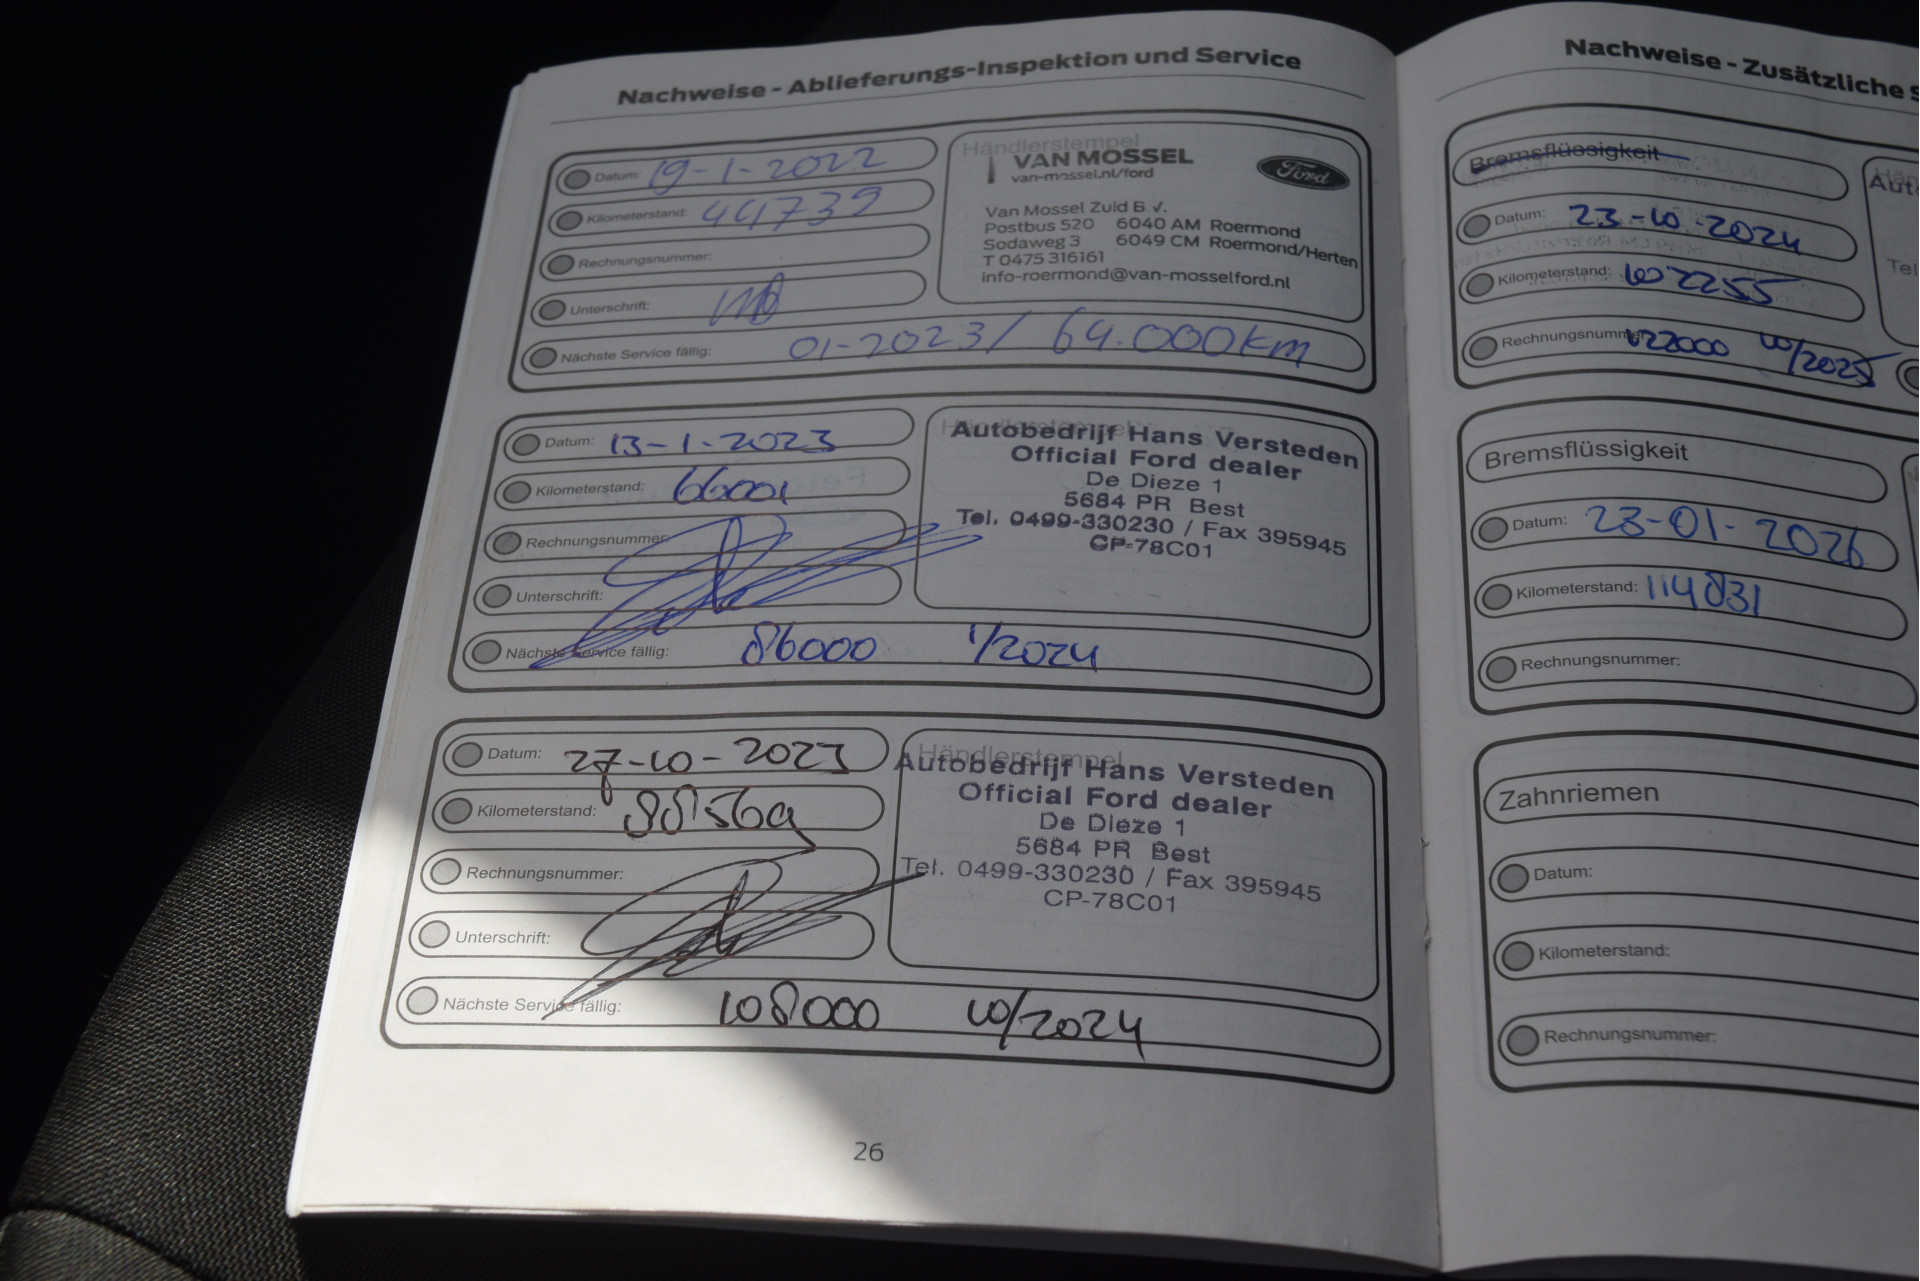 Nachweise - Ablieferungs-Inspektion und Service
Datum: 19-1-2022
Kilometerstand: 44739
Rechnungsnummer:
Unterschrift:
Nächste Service fällig: 01-2023/ 64.000km
Händlerstempel
VAN MOSSEL
van-mossel.nl/ford
Ford
Van Mossel Zuid B.V.
Postbus 520 6040 AM Roermond
Sodaweg 3 6049 CM Roermond/Herten
T 0475 316161
info-roermond@van-mosselford.nl
Datum: 13-1-2023
Kilometerstand: 66001
Rechnungsnummer
Unterschrift:
Nächste Service fällig: 86000 1/2024
Autobedrijf Hans Versteden
Official Ford dealer
De Dieze 1
5684 PR Best
Tel. 0499-330230 / Fax 395945
CP-78C01
Datum: 27-10-2023
Kilometerstand:
Rechnungsnummer:
Unterschrift:
Nächste Service fällig: 108000 10/2024
Händlerstempel
Autobedrijf Hans Versteden
Official Ford dealer
De Dieze 1
5684 PR Best
Tel. 0499-330230 / Fax 395945
CP-78C01
26
Nachweise - Zusätzliche S
Bremsflüssigkeit
Datum: 23-10-2024
Kilometerstand: 102255
Rechnungsnummer 122000 10/2025
Auto
Tel
Bremsflüssigkeit
Datum: 23-01-2026
Kilometerstand: 114831
Rechnungsnummer:
Zahnriemen
Datum:
Kilometerstand:
Rechnungsnummer: